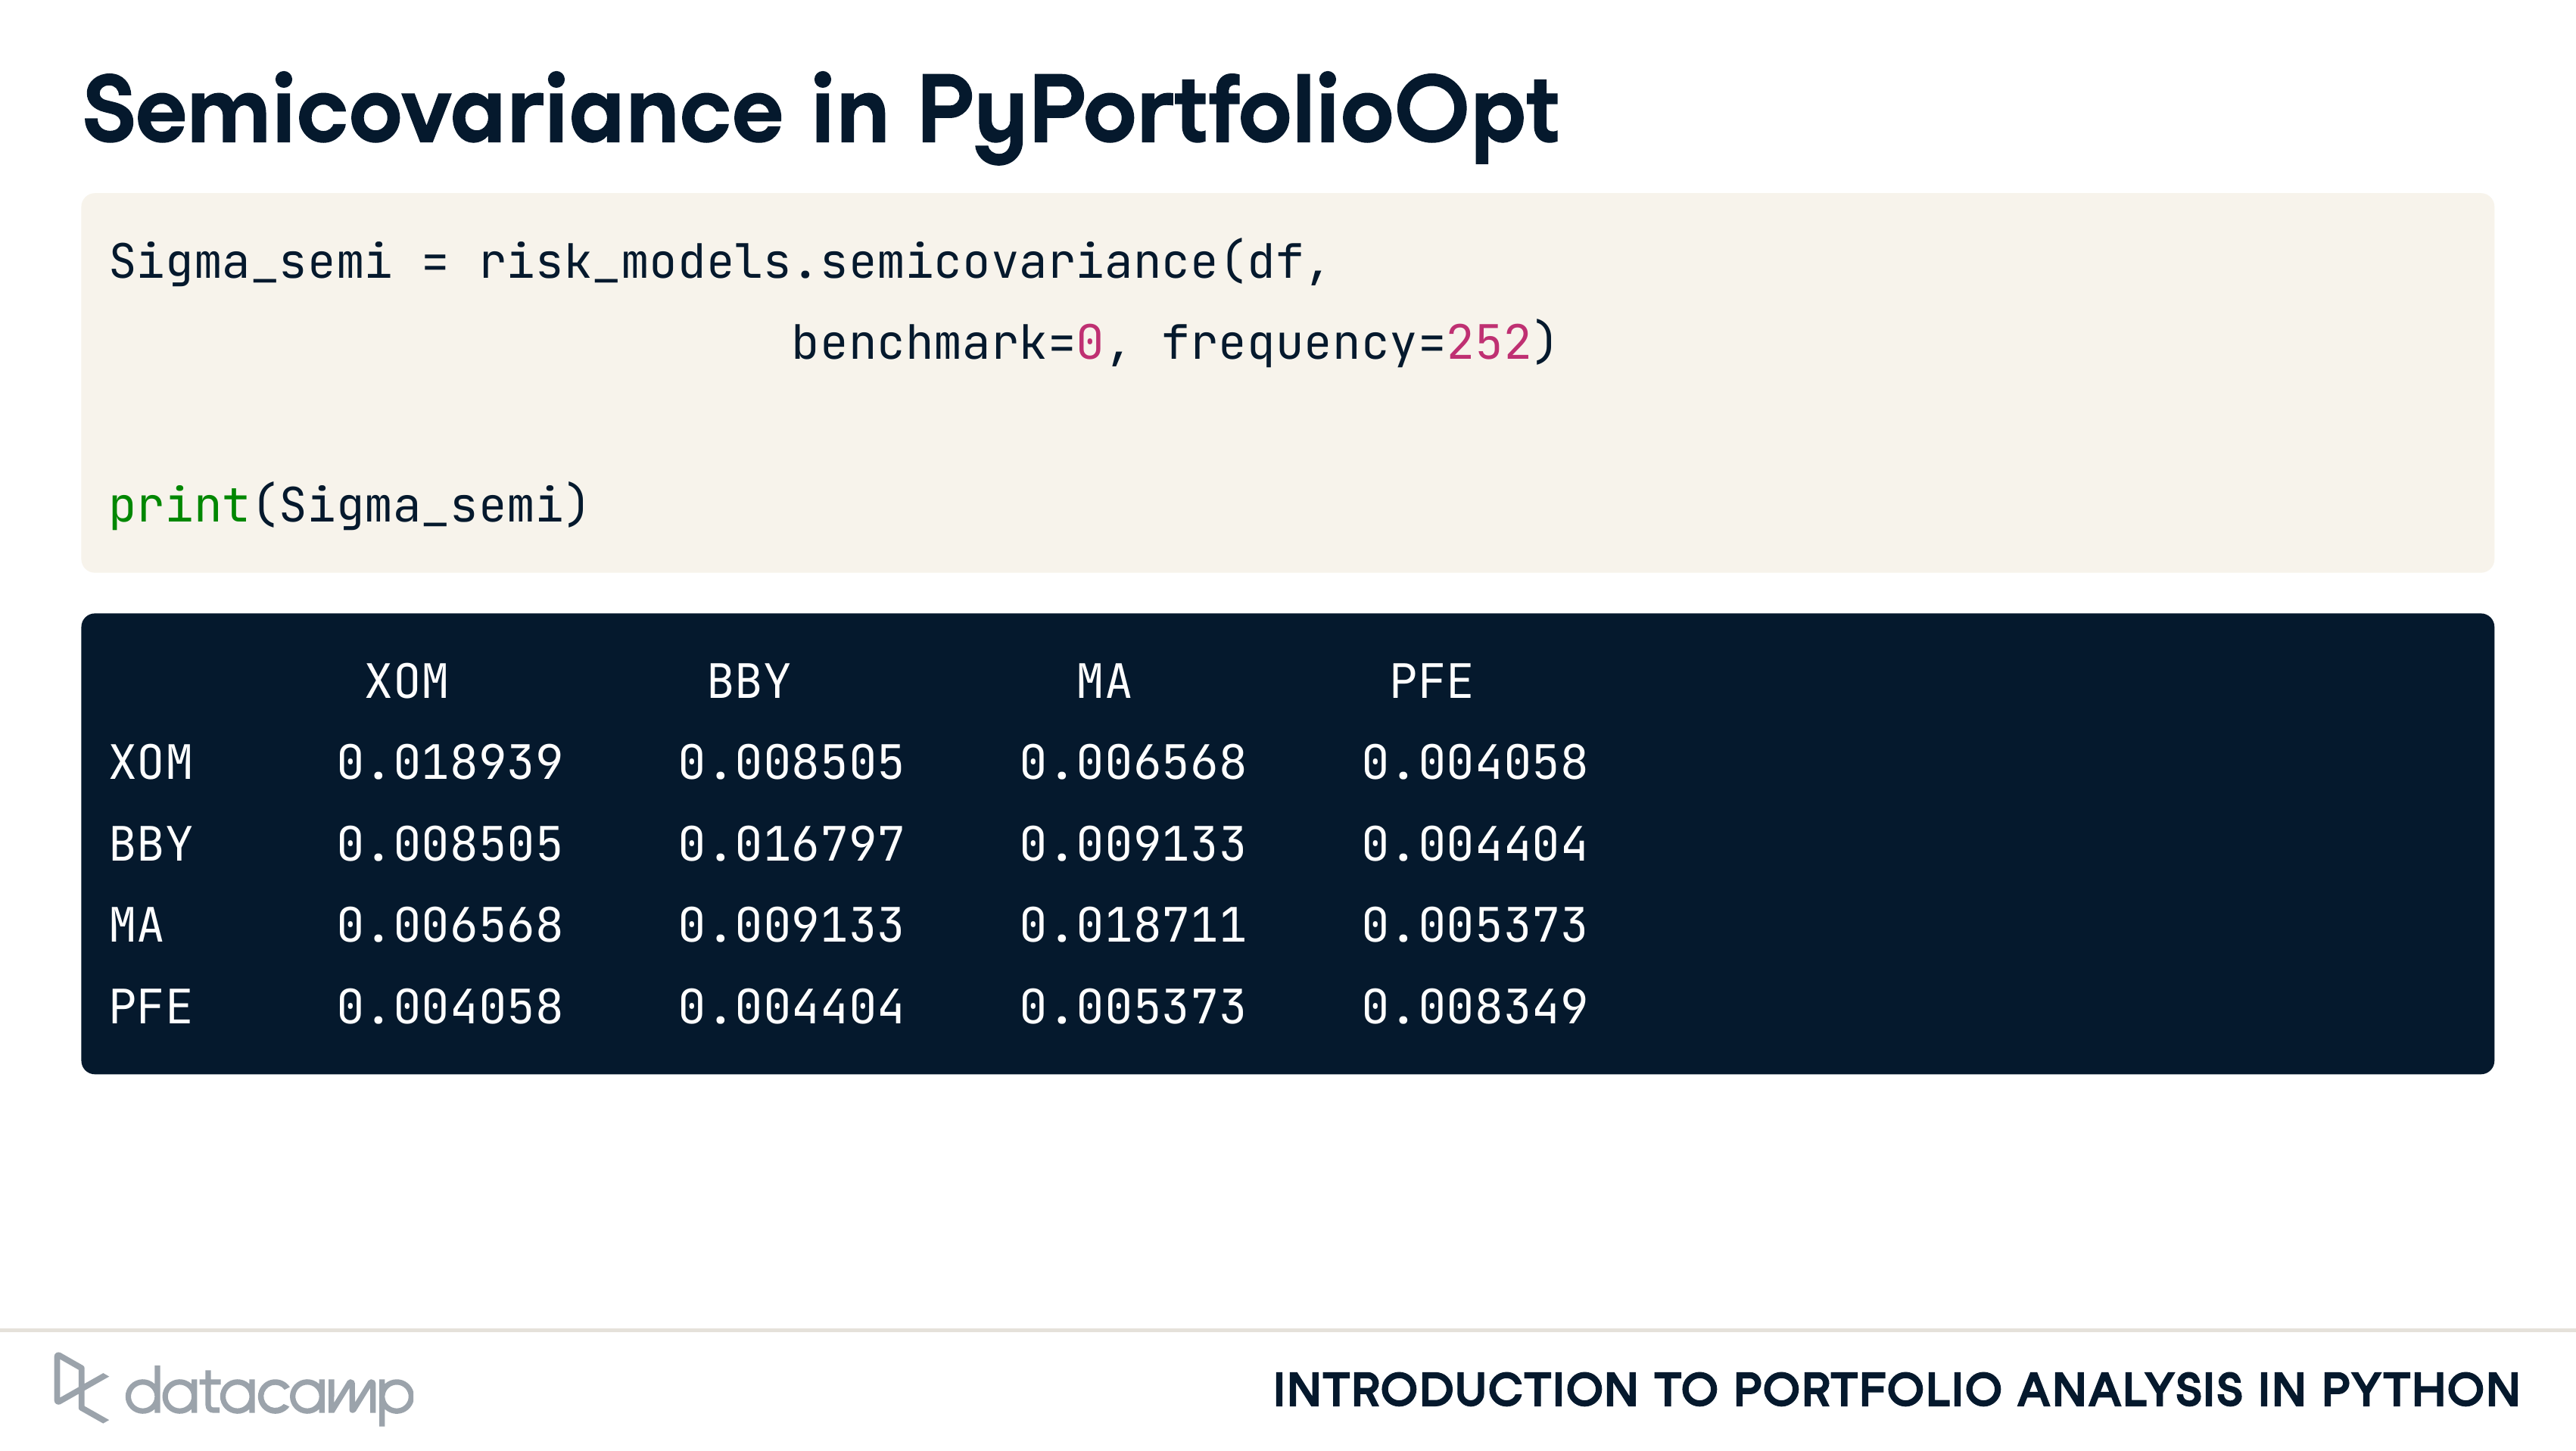 Semicovariance in PyPortfolioOpt
Sigma_semi = risk_models.semicovariance(df,
benchmark=0, frequency=252)
print(Sigma_semi)
XOM BBY MA PFE
XOM 0.018939 0.008505 0.006568 0.004058
BBY 0.008505 0.016797 0.009133 0.004404
MA 0.006568 0.009133 0.018711 0.005373
PFE 0.004058 0.004404 0.005373 0.008349
datacamp
INTRODUCTION TO PORTFOLIO ANALYSIS IN PYTHON